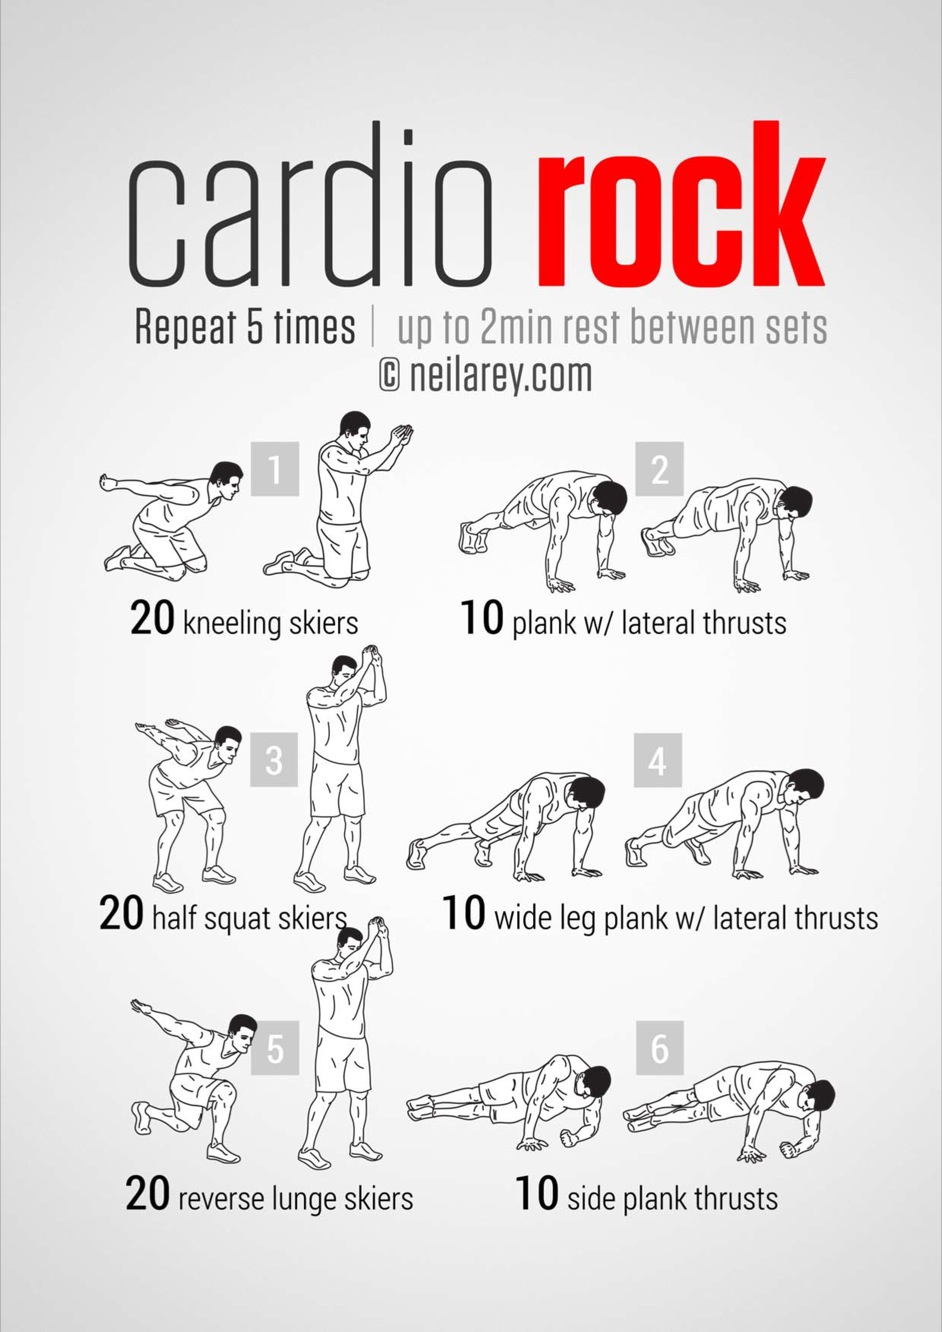 cardio rock
Repeat 5 times | up to 2min rest between sets
© neilarey.com
1
20 kneeling skiers
2
10 plank w/ lateral thrusts
3
20 half squat skiers
4
10 wide leg plank w/ lateral thrusts
5
20 reverse lunge skiers
6
10 side plank thrusts